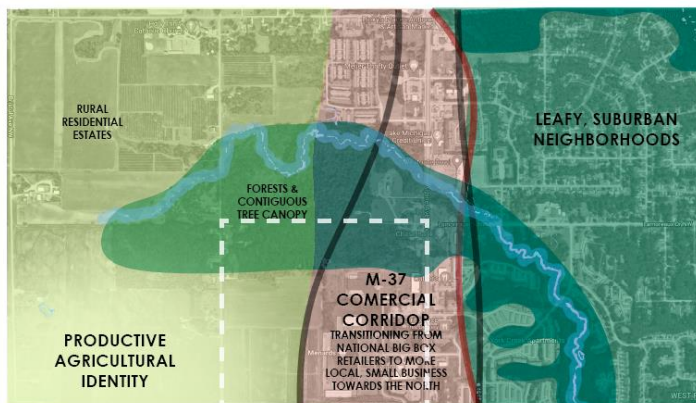 RURAL
RESIDENTIAL
ESTATES
LEAFY, SUBURBAN
NEIGHBORHOODS
FORESTS &
CONTIGUOUS
TREE CANOPY
M-37
COMERCIAL
CORRIDOP
TRANSITIONING FROM
NATIONAL BIG BOX
RETAILERS TO MORE
LOCAL, SMALL BUSINESS
TOWARDS THE NORTH
PRODUCTIVE
AGRICULTURAL
IDENTITY